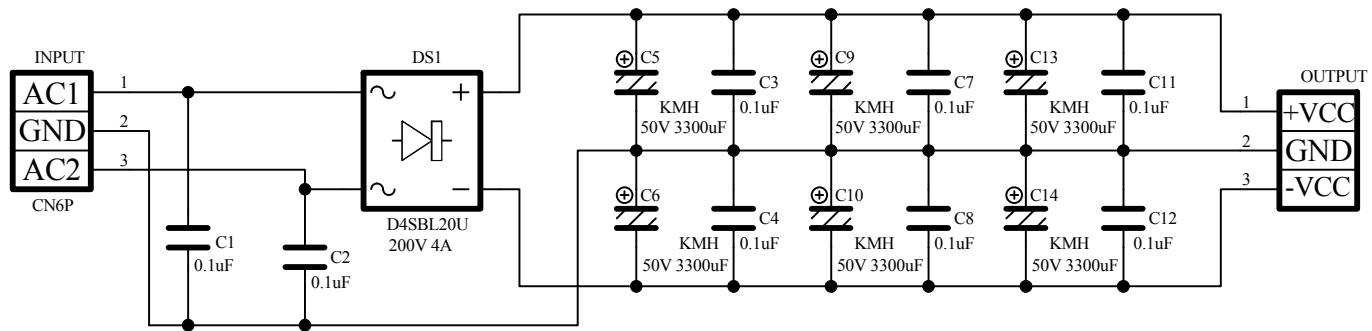 INPUT
AC1
GND
AC2
CN6P
1
2
3
C1
0.1uF
C2
0.1uF
DS1
+
−
D4SBL20U
200V 4A
+
C5
KMH
50V 3300uF
C3
0.1uF
+
C9
KMH
50V 3300uF
C7
0.1uF
+
C13
KMH
50V 3300uF
C11
0.1uF
+
C6
KMH
50V 3300uF
C4
0.1uF
+
C10
KMH
50V 3300uF
C8
0.1uF
+
C14
KMH
50V 3300uF
C12
0.1uF
OUTPUT
1
+VCC
2
GND
3
-VCC